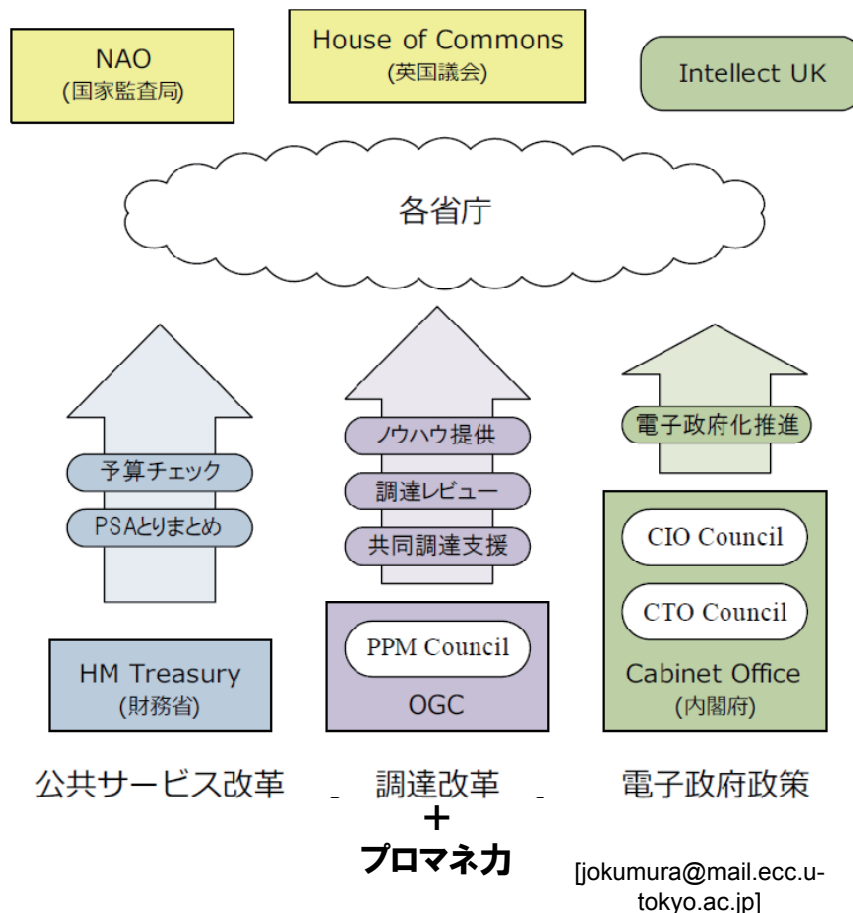 NAO
(国家監査局)
House of Commons
(英国議会)
Intellect UK
各省庁
予算チェック
PSAとりまとめ
HM Treasury
(財務省)
公共サービス改革
ノウハウ提供
調達レビュー
共同調達支援
PPM Council
OGC
調達改革
+
プロマネ力
電子政府化推進
CIO Council
CTO Council
Cabinet Office
(内閣府)
電子政府政策
[jokumura@mail.ecc.u-
tokyo.ac.jp]